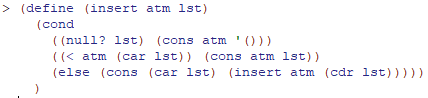 > (define (insert atm lst)
(cond
((null? lst) (cons atm '()))
((< atm (car lst)) (cons atm lst))
(else (cons (car lst) (insert atm (cdr lst)))))
)